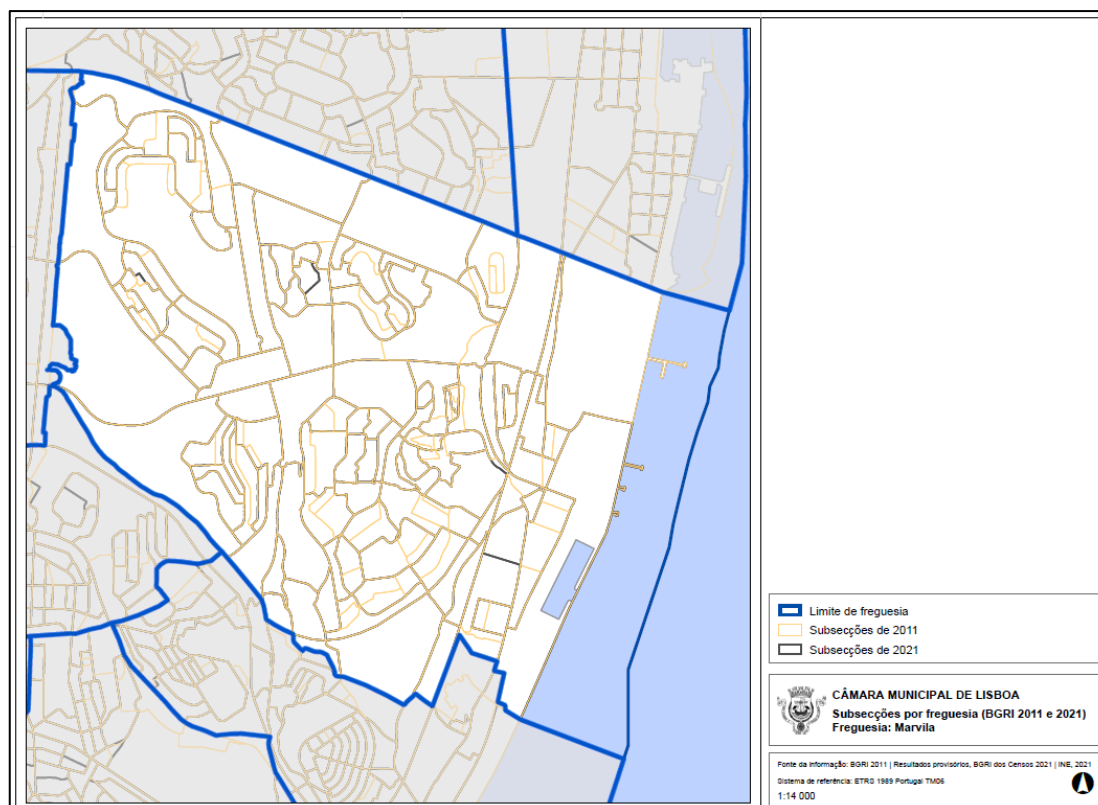 Limite de freguesia
Subsecções de 2011
Subsecções de 2021
CÂMARA MUNICIPAL DE LISBOA
Subsecções por freguesia (BGRI 2011 e 2021)
Freguesia: Marvila
Fonte da informação: BGRI 2011 | Resultados provisórios, BGRI dos Censos 2021 | INE, 2021
Sistema de referência: ETRS 1989 Portugal TM06
1:14 000